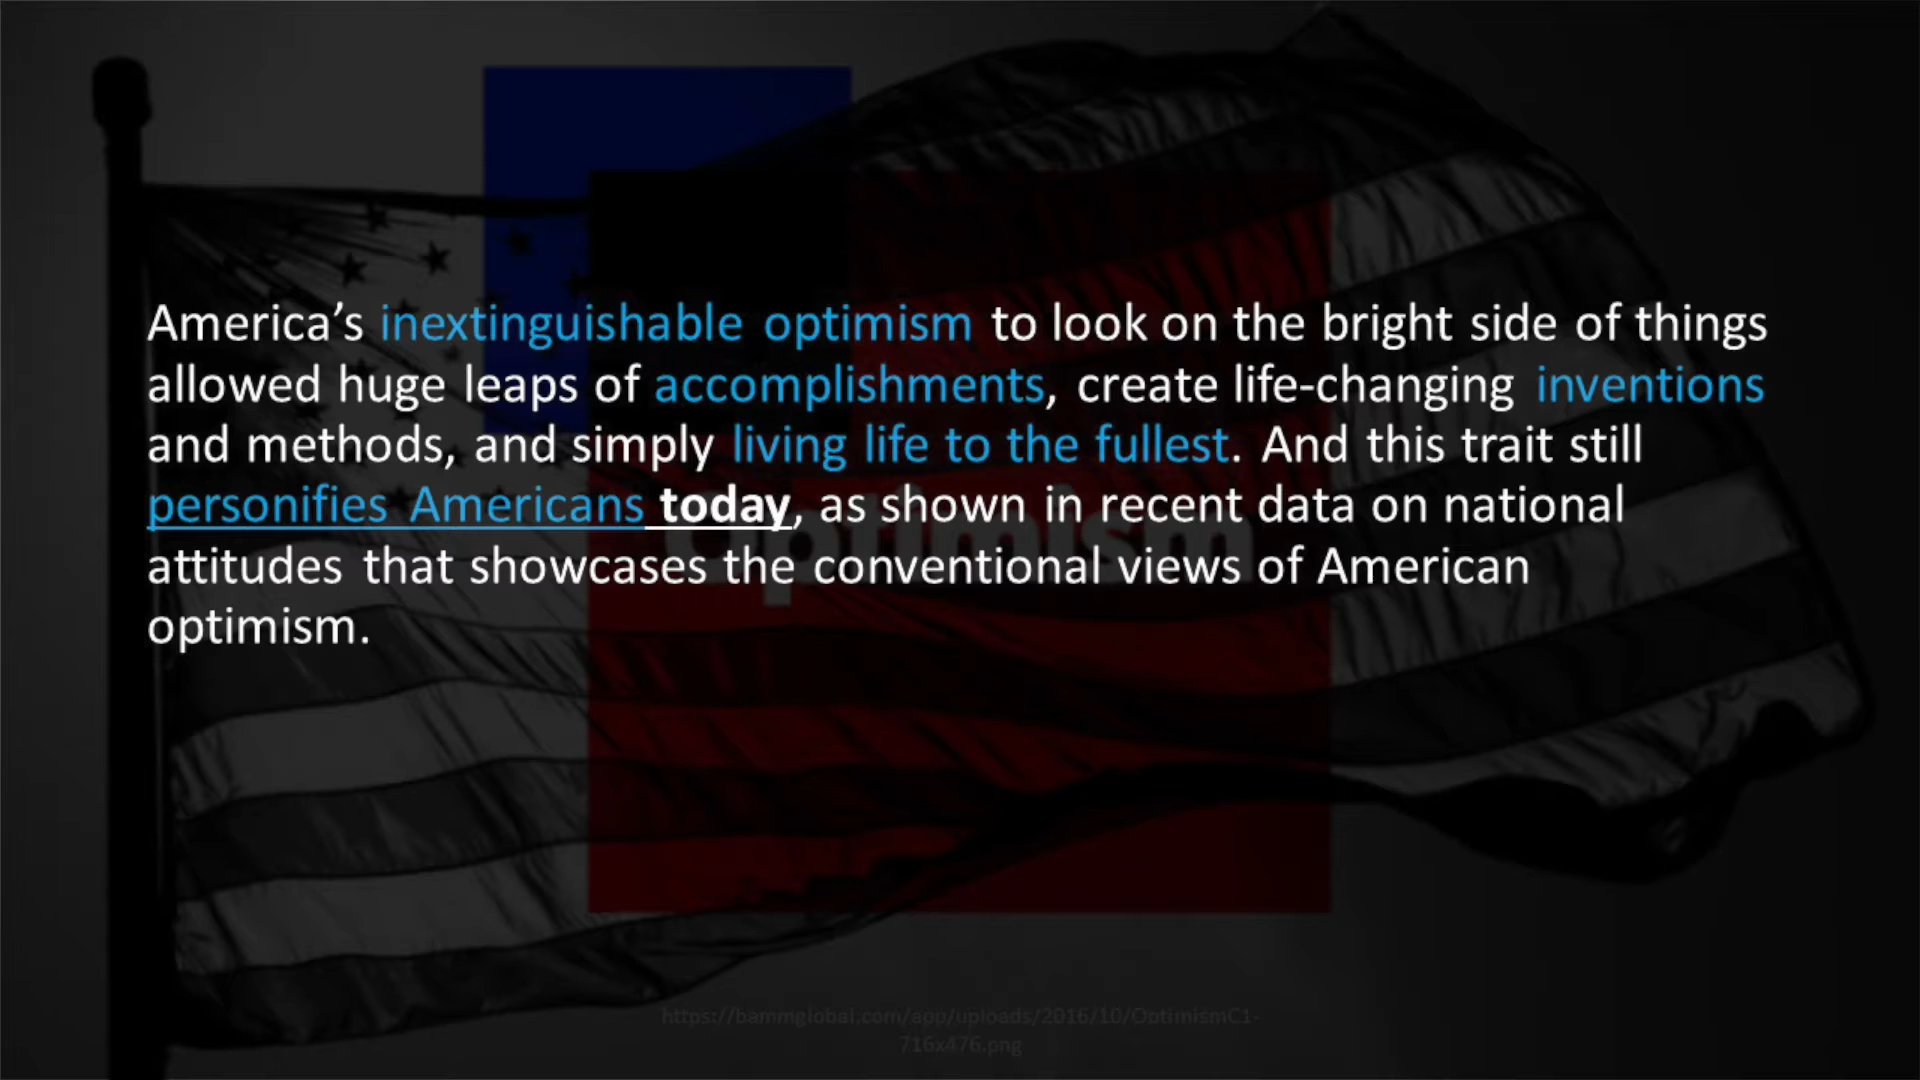 America’s inextinguishable optimism to look on the bright side of things
allowed huge leaps of accomplishments, create life-changing inventions
and methods, and simply living life to the fullest. And this trait still
personifies Americans today, as shown in recent data on national
attitudes that showcases the conventional views of American
optimism.
Optimism
https://bammglobal.com/app/uploads/2016/10/OptimismC1-
716x476.png